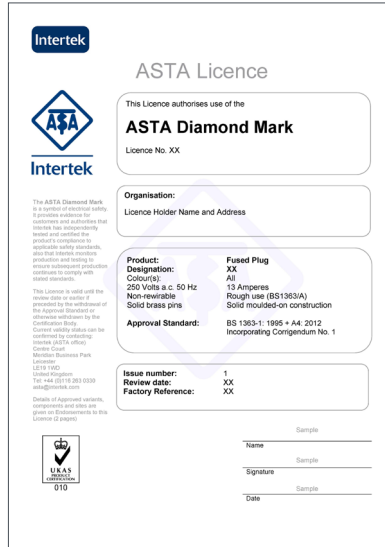 Intertek
ASTA Licence
This Licence authorises use of the
ASTA Diamond Mark
Licence No. XX
ASA
Intertek
Organisation:
Licence Holder Name and Address
The ASTA Diamond Mark
is a symbol of electrical safety.
It provides evidence for
customers and authorities that
Intertek has independently
tested and certified the
product's compliance to
applicable safety standards,
also that Intertek monitors
production and testing to
ensure subsequent production
continues to comply with
stated standards.
This Licence is valid until the
review date or earlier if
preceded by the withdrawal of
the Approval Standard or
otherwise withdrawn by the
Certification Body.
Current validity status can be
confirmed by contacting:
Intertek (ASTA office)
Centre Court
Meridian Business Park
Leicester
LE19 1WD
United Kingdom
Tel: +44 (0)116 263 0330
asta@intertek.com
Details of Approved variants,
components and sites are
given on Endorsements to this
Licence (2 pages)
Product: Fused Plug
Designation: XX
Colour(s): All
250 Volts a.c. 50 Hz 13 Amperes
Non-rewirable Rough use (BS1363/A)
Solid brass pins Solid moulded-on construction
Approval Standard: BS 1363-1: 1995 + A4: 2012
Incorporating Corrigendum No. 1
Issue number: 1
Review date: XX
Factory Reference: XX
UKAS
PRODUCT
CERTIFICATION
010
Sample
Name
Sample
Signature
Sample
Date